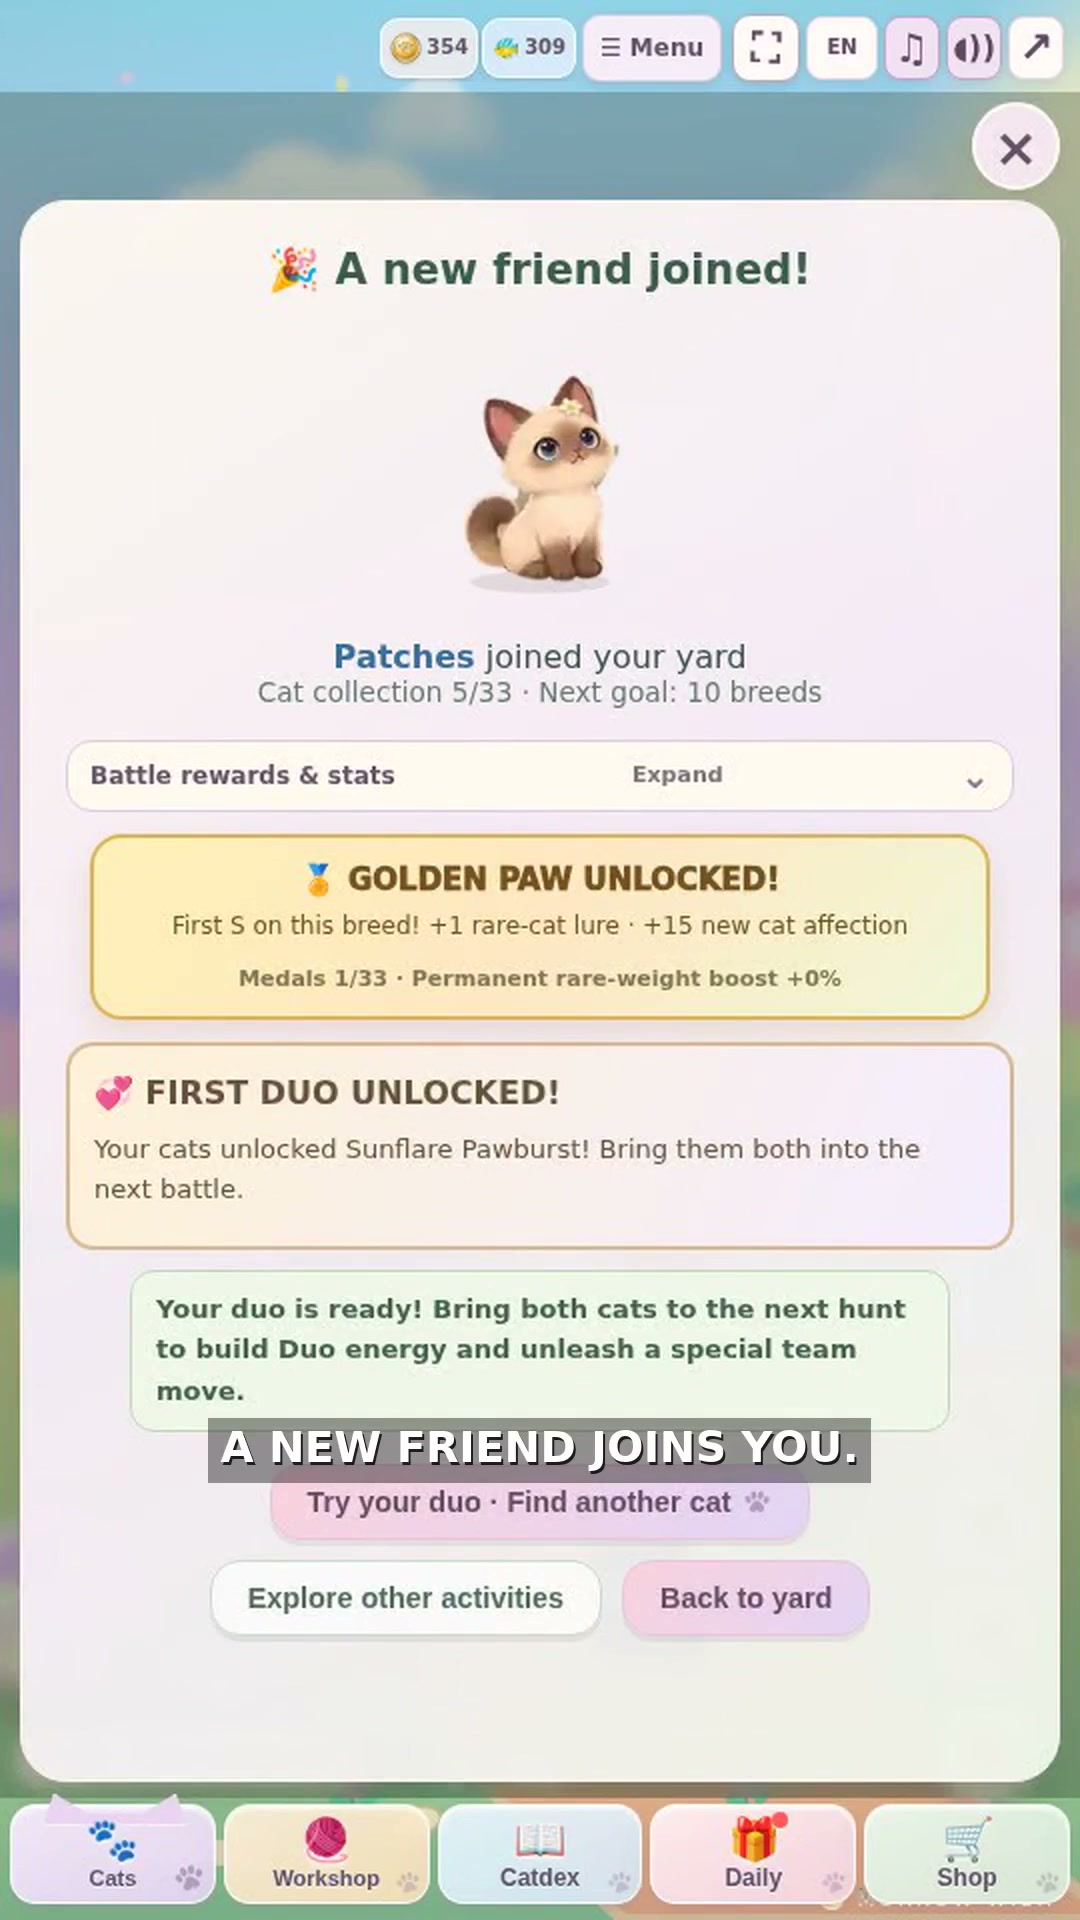 354
309
☰ Menu
EN
🎉 A new friend joined!
Patches joined your yard
Cat collection 5/33 · Next goal: 10 breeds
Battle rewards & stats Expand
🏅 GOLDEN PAW UNLOCKED!
First S on this breed! +1 rare-cat lure · +15 new cat affection
Medals 1/33 · Permanent rare-weight boost +0%
💞 FIRST DUO UNLOCKED!
Your cats unlocked Sunflare Pawburst! Bring them both into the
next battle.
Your duo is ready! Bring both cats to the next hunt
to build Duo energy and unleash a special team
move.
A NEW FRIEND JOINS YOU.
Try your duo · Find another cat 🐾
Explore other activities
Back to yard
Cats
Workshop
Catdex
Daily
Shop